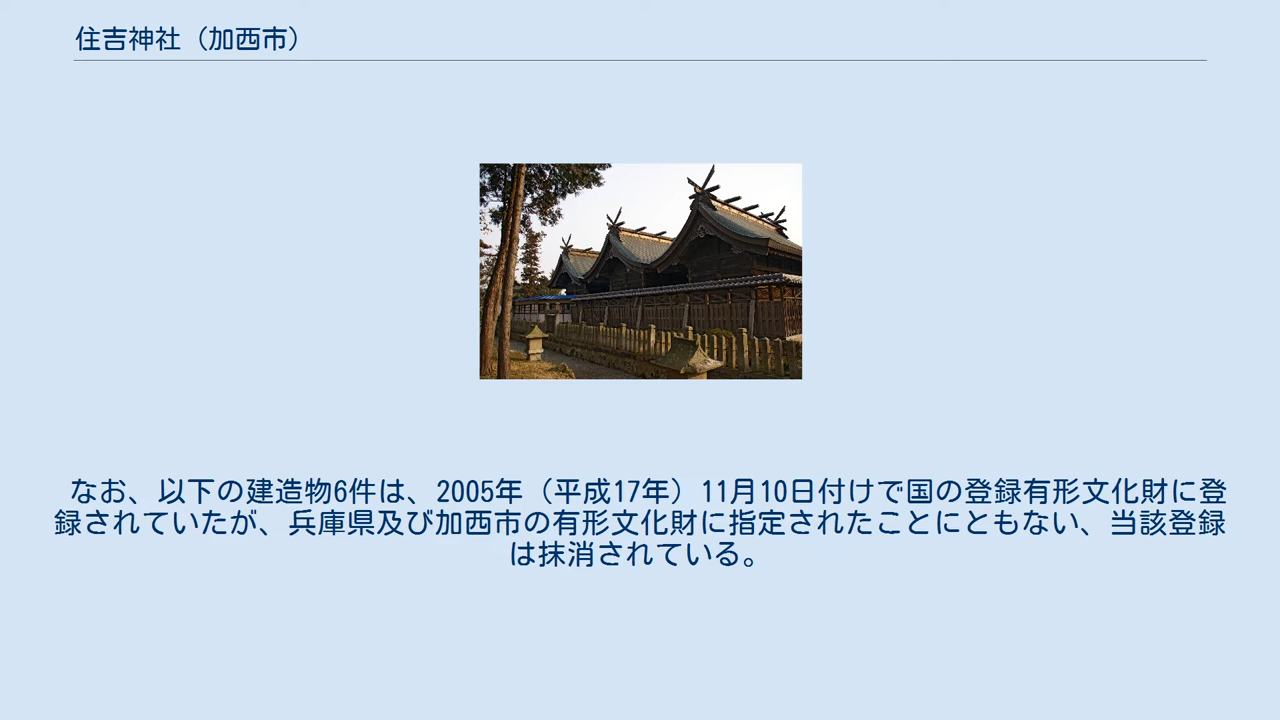 住吉神社（加西市）
なお、以下の建造物6件は、2005年（平成17年）11月10日付けで国の登録有形文化財に登
録されていたが、兵庫県及び加西市の有形文化財に指定されたことにともない、当該登録
は抹消されている。